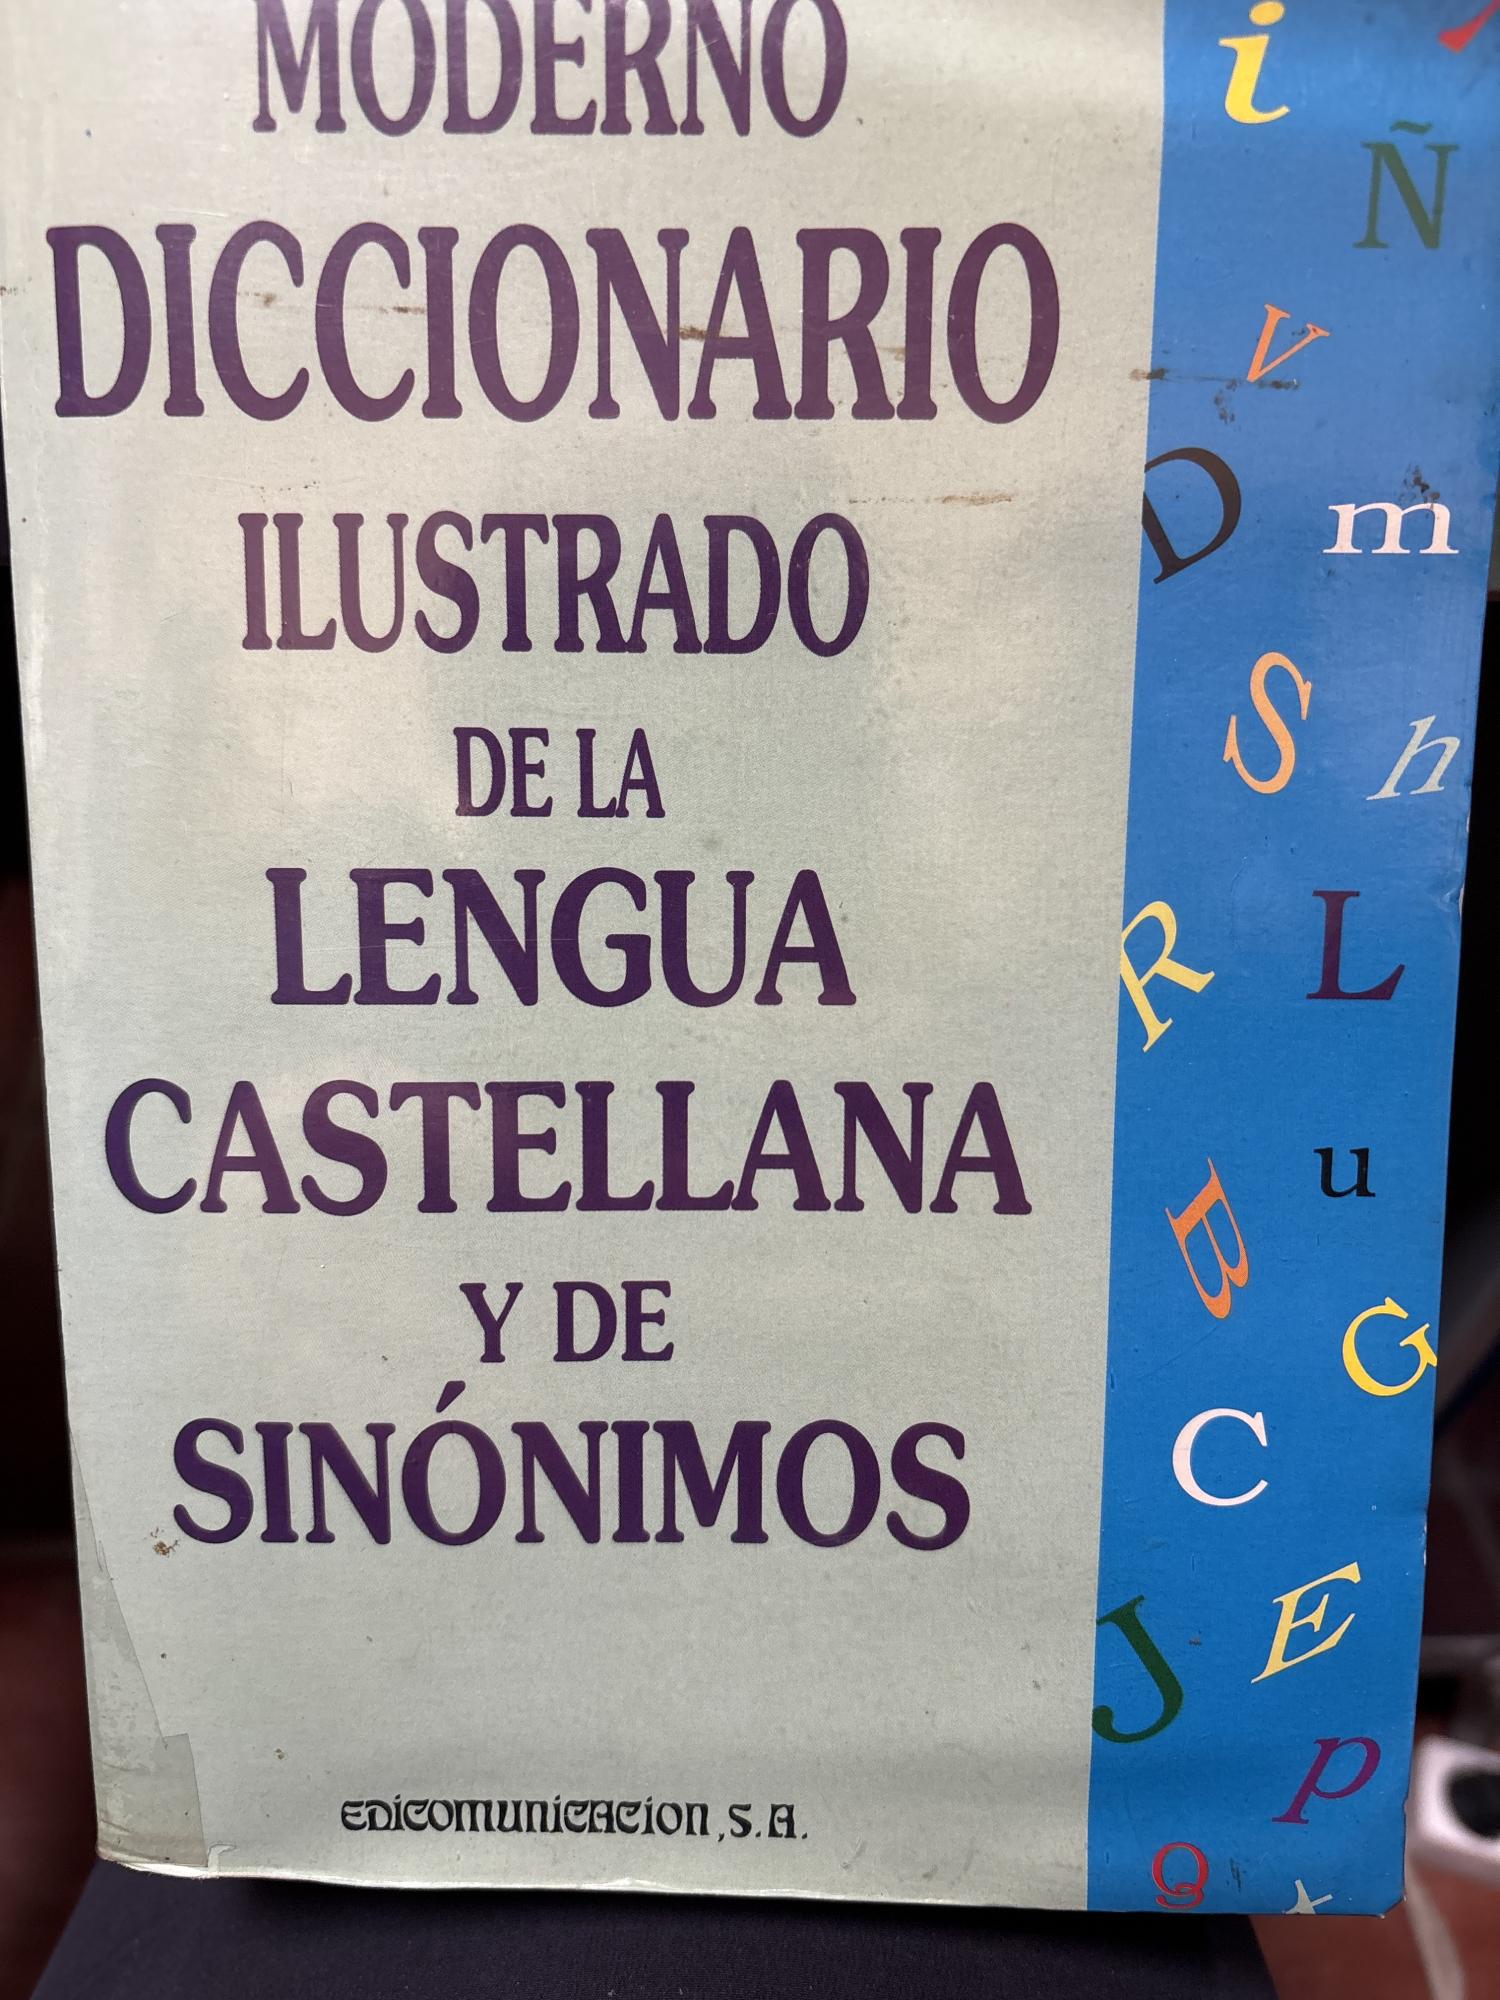 MODERNO
DICCIONARIO
ILUSTRADO
DE LA
LENGUA
CASTELLANA
Y DE
SINÓNIMOS
EDICOMUNICACION, S.A.
i
Ñ
v
D
m
S
h
R
L
u
B
G
C
E
J
p
Q